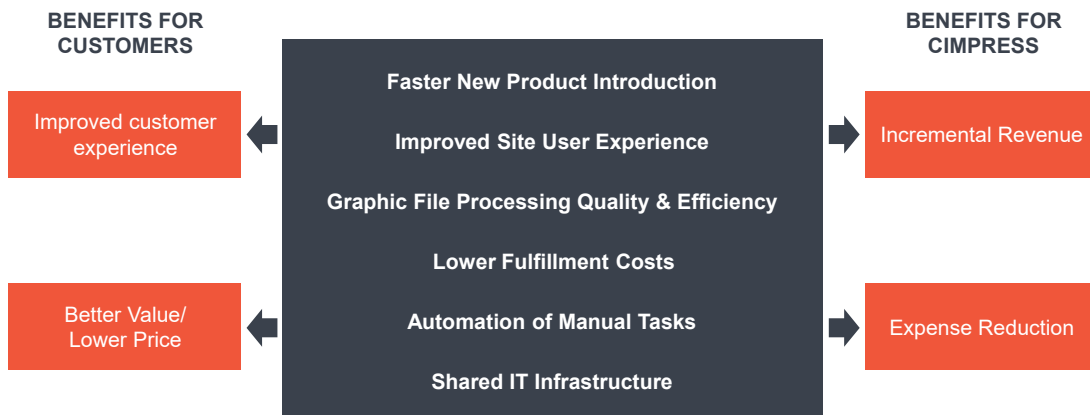 BENEFITS FOR
CUSTOMERS
Improved customer
experience
Better Value/
Lower Price
Faster New Product Introduction
Improved Site User Experience
Graphic File Processing Quality & Efficiency
Lower Fulfillment Costs
Automation of Manual Tasks
Shared IT Infrastructure
BENEFITS FOR
CIMPRESS
Incremental Revenue
Expense Reduction